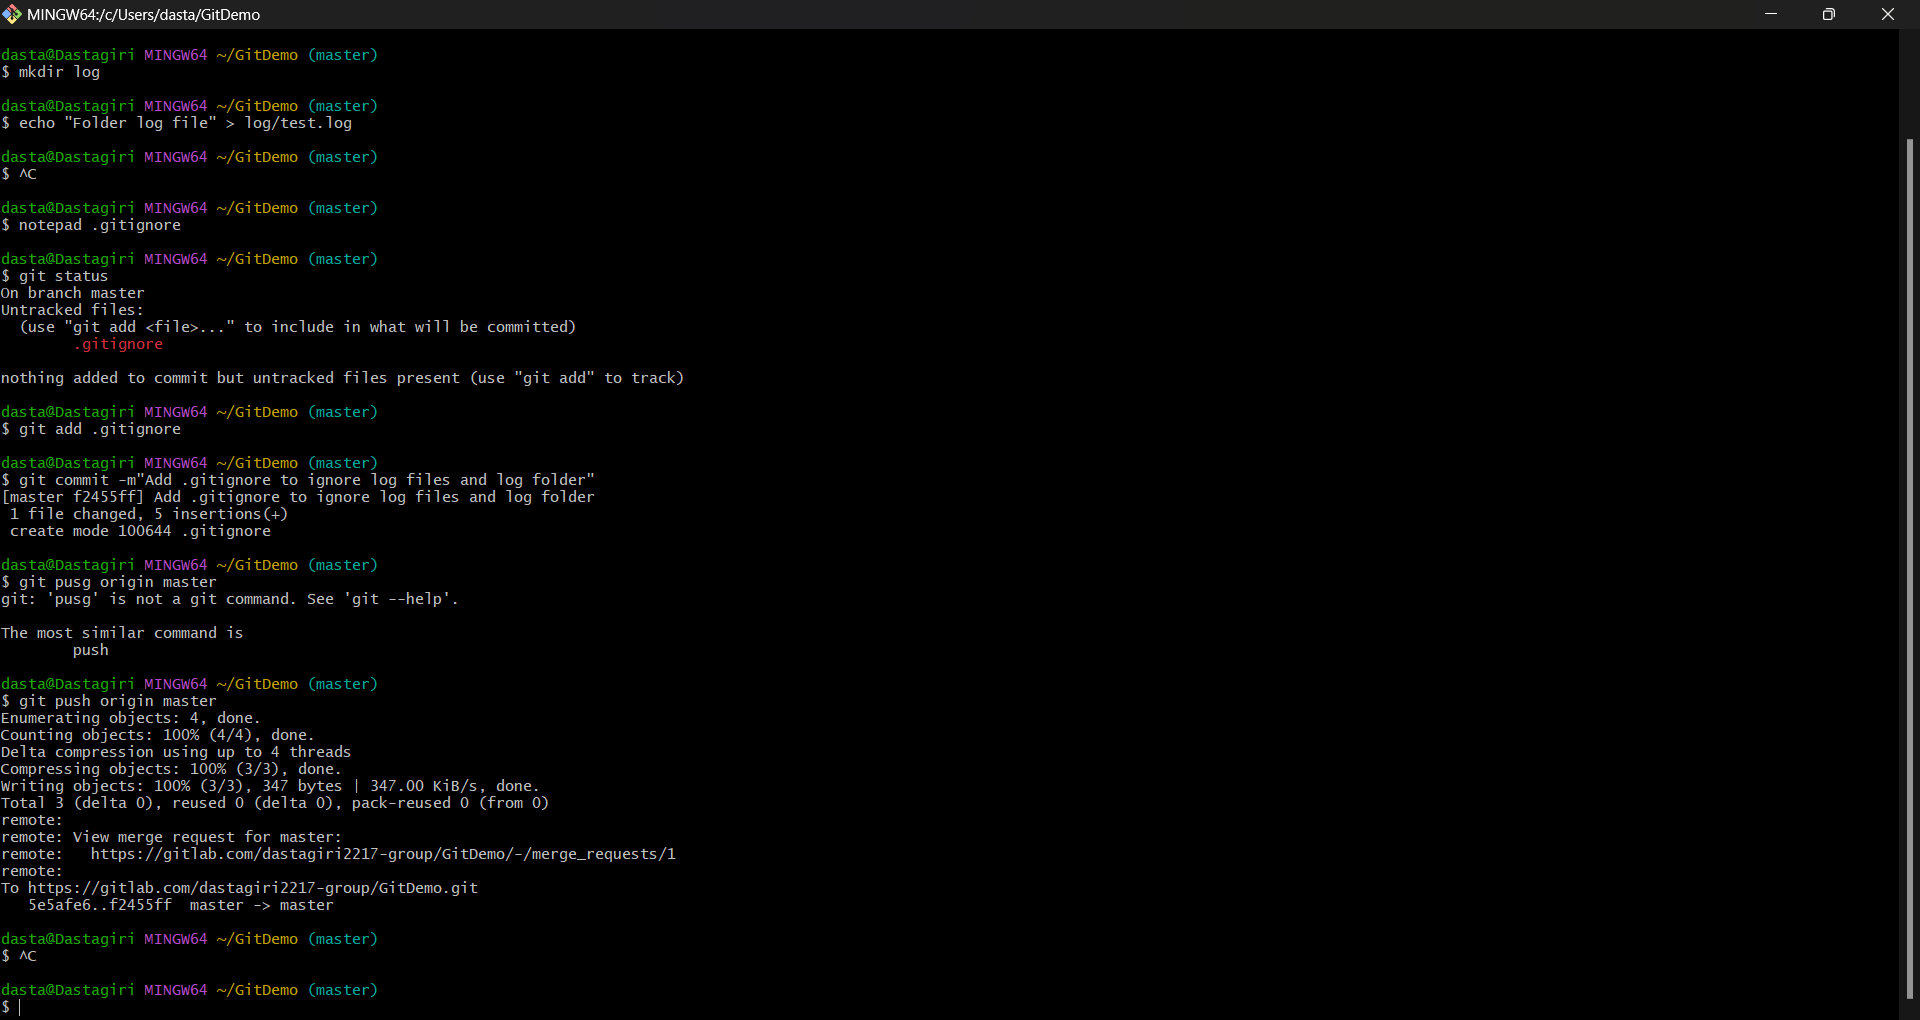 MINGW64:/c/Users/dasta/GitDemo
dasta@Dastagiri MINGW64 ~/GitDemo (master)
$ mkdir log
dasta@Dastagiri MINGW64 ~/GitDemo (master)
$ echo "Folder log file" > log/test.log
dasta@Dastagiri MINGW64 ~/GitDemo (master)
$ ^C
dasta@Dastagiri MINGW64 ~/GitDemo (master)
$ notepad .gitignore
dasta@Dastagiri MINGW64 ~/GitDemo (master)
$ git status
On branch master
Untracked files:
  (use "git add <file>..." to include in what will be committed)
        .gitignore
nothing added to commit but untracked files present (use "git add" to track)
dasta@Dastagiri MINGW64 ~/GitDemo (master)
$ git add .gitignore
dasta@Dastagiri MINGW64 ~/GitDemo (master)
$ git commit -m"Add .gitignore to ignore log files and log folder"
[master f2455ff] Add .gitignore to ignore log files and log folder
 1 file changed, 5 insertions(+)
 create mode 100644 .gitignore
dasta@Dastagiri MINGW64 ~/GitDemo (master)
$ git pusg origin master
git: 'pusg' is not a git command. See 'git --help'.
The most similar command is
        push
dasta@Dastagiri MINGW64 ~/GitDemo (master)
$ git push origin master
Enumerating objects: 4, done.
Counting objects: 100% (4/4), done.
Delta compression using up to 4 threads
Compressing objects: 100% (3/3), done.
Writing objects: 100% (3/3), 347 bytes | 347.00 KiB/s, done.
Total 3 (delta 0), reused 0 (delta 0), pack-reused 0 (from 0)
remote:
remote: View merge request for master:
remote:   https://gitlab.com/dastagiri2217-group/GitDemo/-/merge_requests/1
remote:
To https://gitlab.com/dastagiri2217-group/GitDemo.git
   5e5afe6..f2455ff  master -> master
dasta@Dastagiri MINGW64 ~/GitDemo (master)
$ ^C
dasta@Dastagiri MINGW64 ~/GitDemo (master)
$